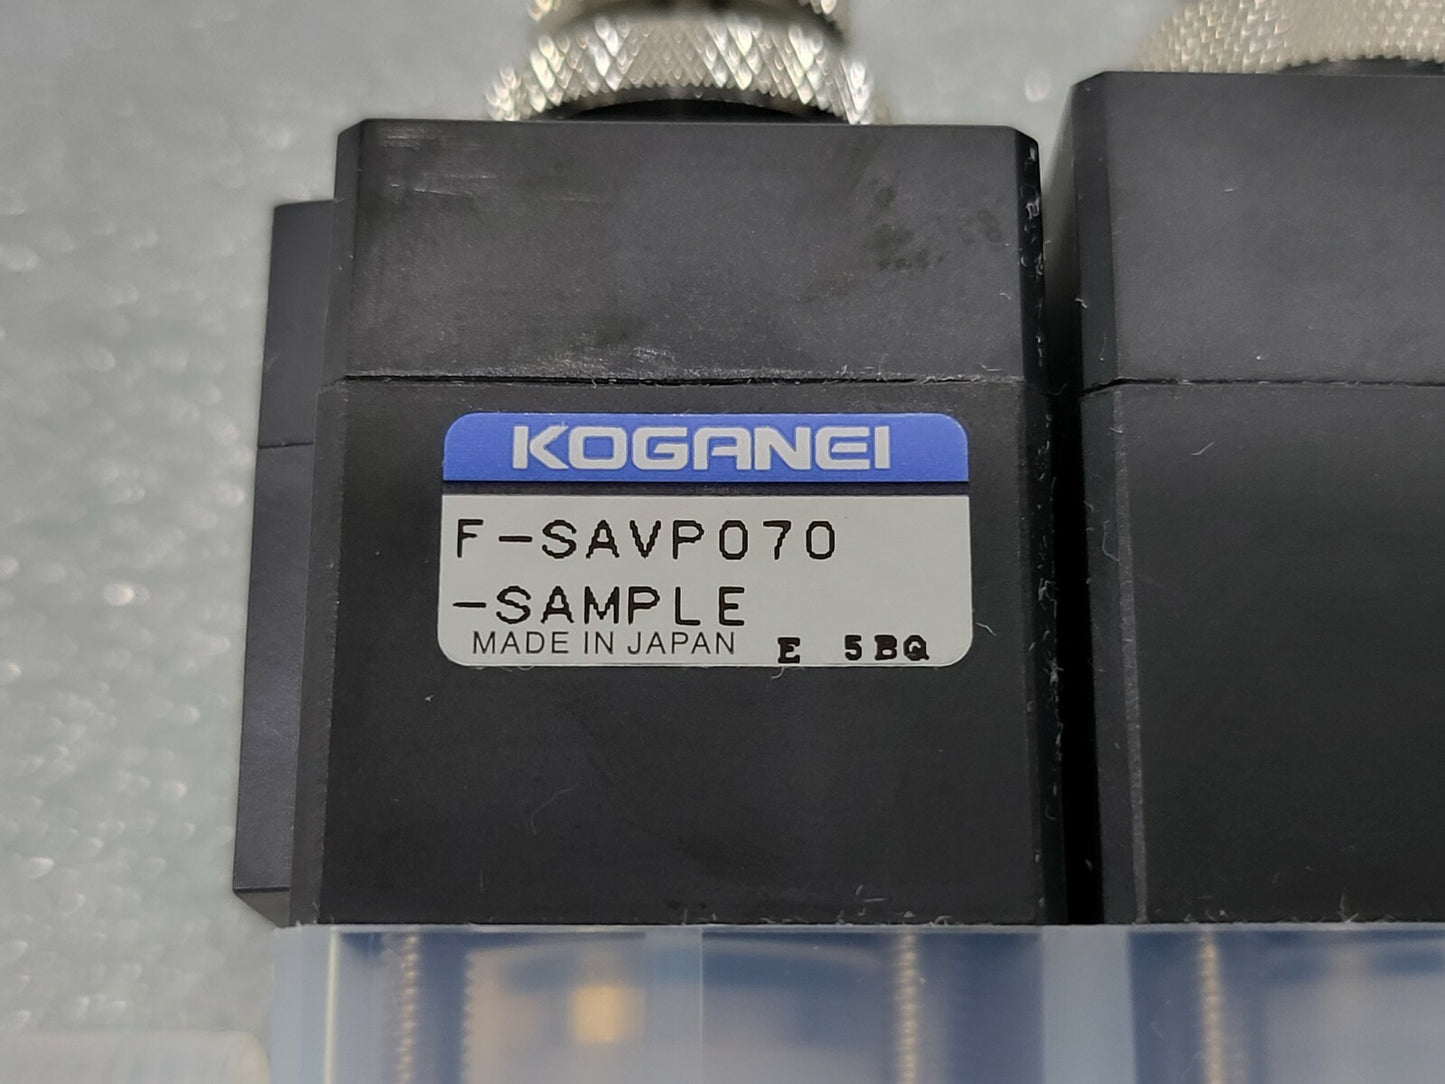 KOGANEI
F-SAVP070
-SAMPLE
MADE IN JAPAN E 5BQ